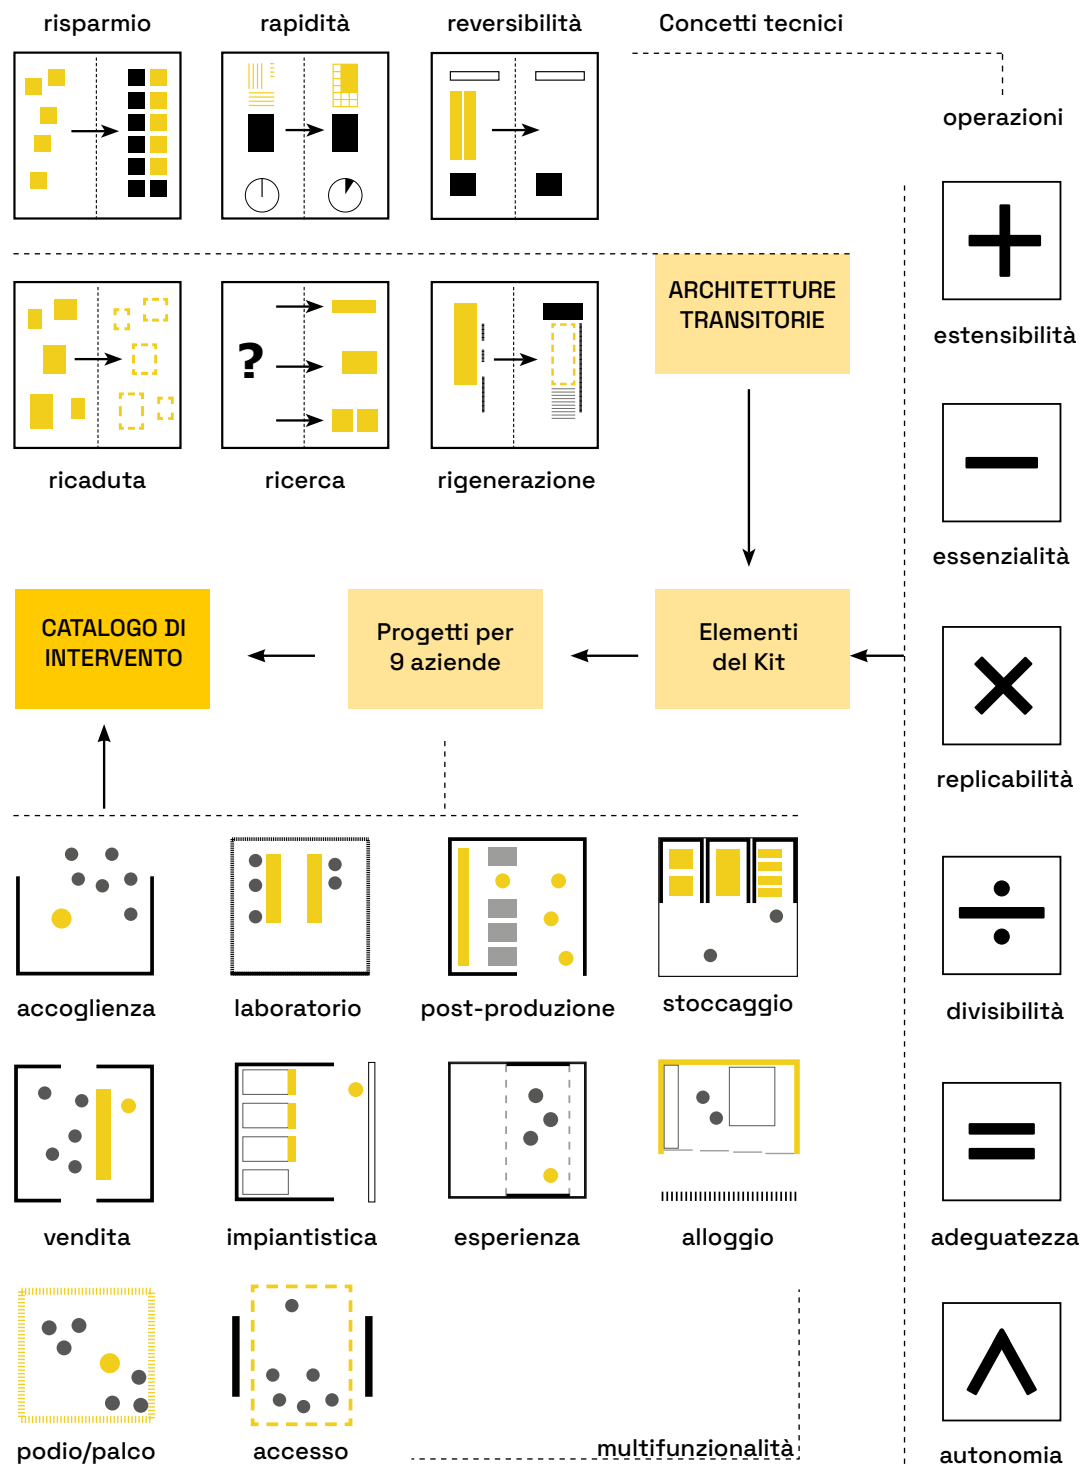 risparmio
rapidità
reversibilità
Concetti tecnici
operazioni
estensibilità
ARCHITETTURE
TRANSITORIE
?
ricaduta
ricerca
rigenerazione
essenzialità
CATALOGO DI
INTERVENTO
Progetti per
9 aziende
Elementi
del Kit
replicabilità
accoglienza
laboratorio
post-produzione
stoccaggio
divisibilità
vendita
impiantistica
esperienza
alloggio
adeguatezza
podio/palco
accesso
multifunzionalità
autonomia